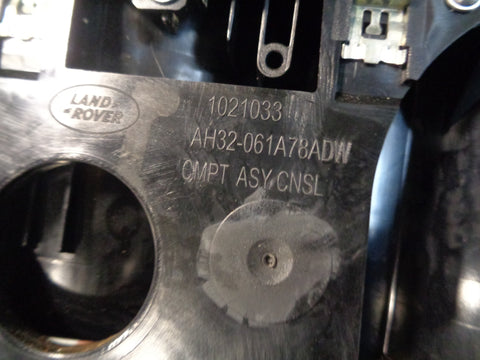 LAND-
-ROVER
1021033
AH32-061A78ADW
CMPT ASY CNSL